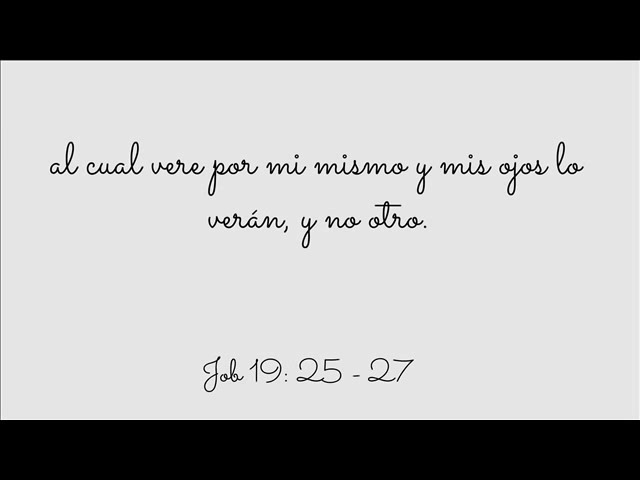 al cual vere por mi mismo y mis ojos lo
verán, y no otro.
Job 19: 25 - 27